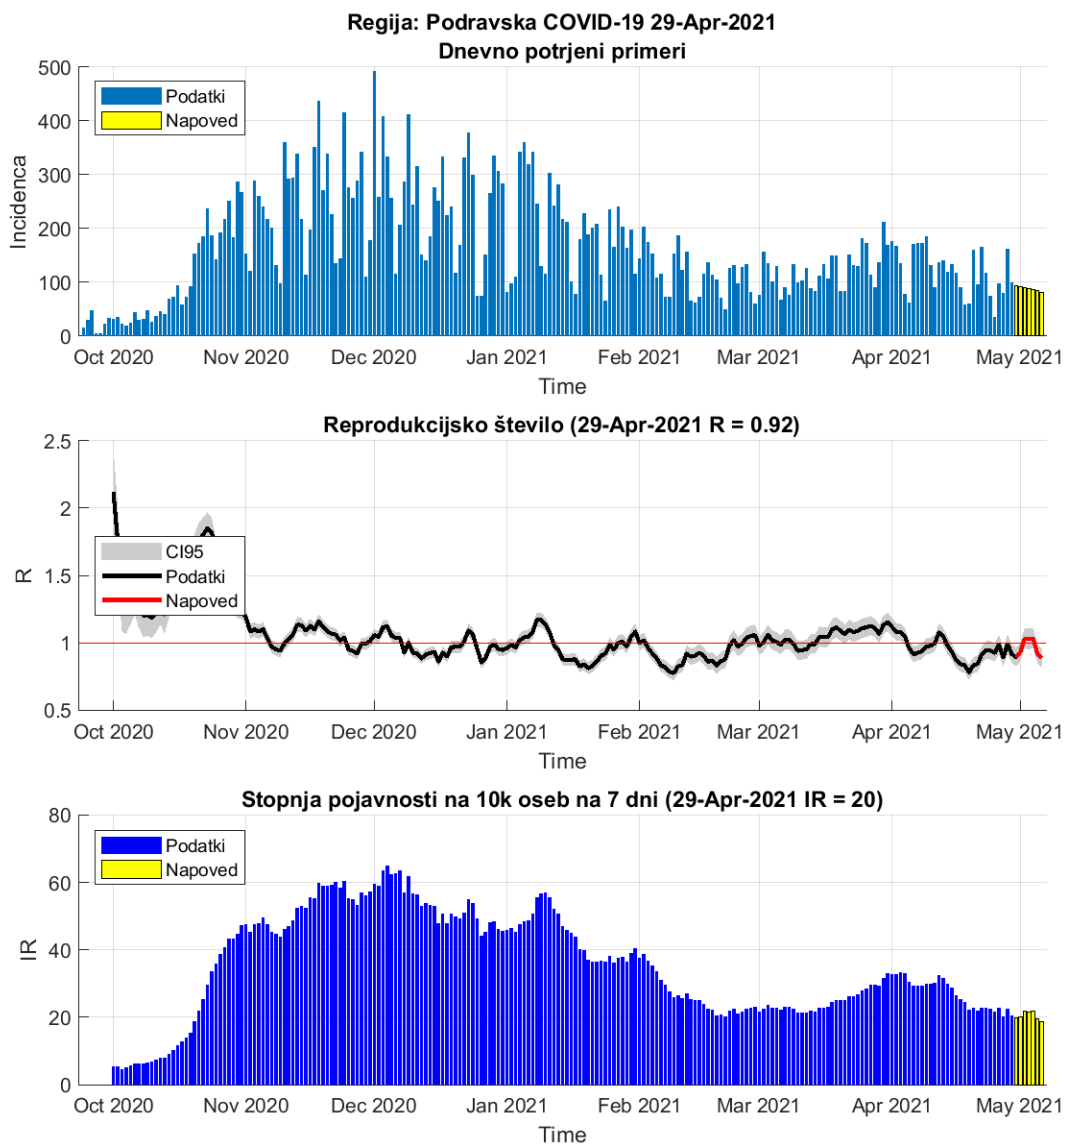 Regija: Podravska COVID-19 29-Apr-2021
Dnevno potrjeni primeri
500
400
300
200
100
0
Incidenca
Podatki
Napoved
Oct 2020 Nov 2020 Dec 2020 Jan 2021 Feb 2021 Mar 2021 Apr 2021 May 2021
Time
Reprodukcijsko število (29-Apr-2021 R = 0.92)
2.5
2
1.5
1
0.5
R
CI95
Podatki
Napoved
Oct 2020 Nov 2020 Dec 2020 Jan 2021 Feb 2021 Mar 2021 Apr 2021 May 2021
Time
Stopnja pojavnosti na 10k oseb na 7 dni (29-Apr-2021 IR = 20)
80
60
40
20
0
IR
Podatki
Napoved
Oct 2020 Nov 2020 Dec 2020 Jan 2021 Feb 2021 Mar 2021 Apr 2021 May 2021
Time